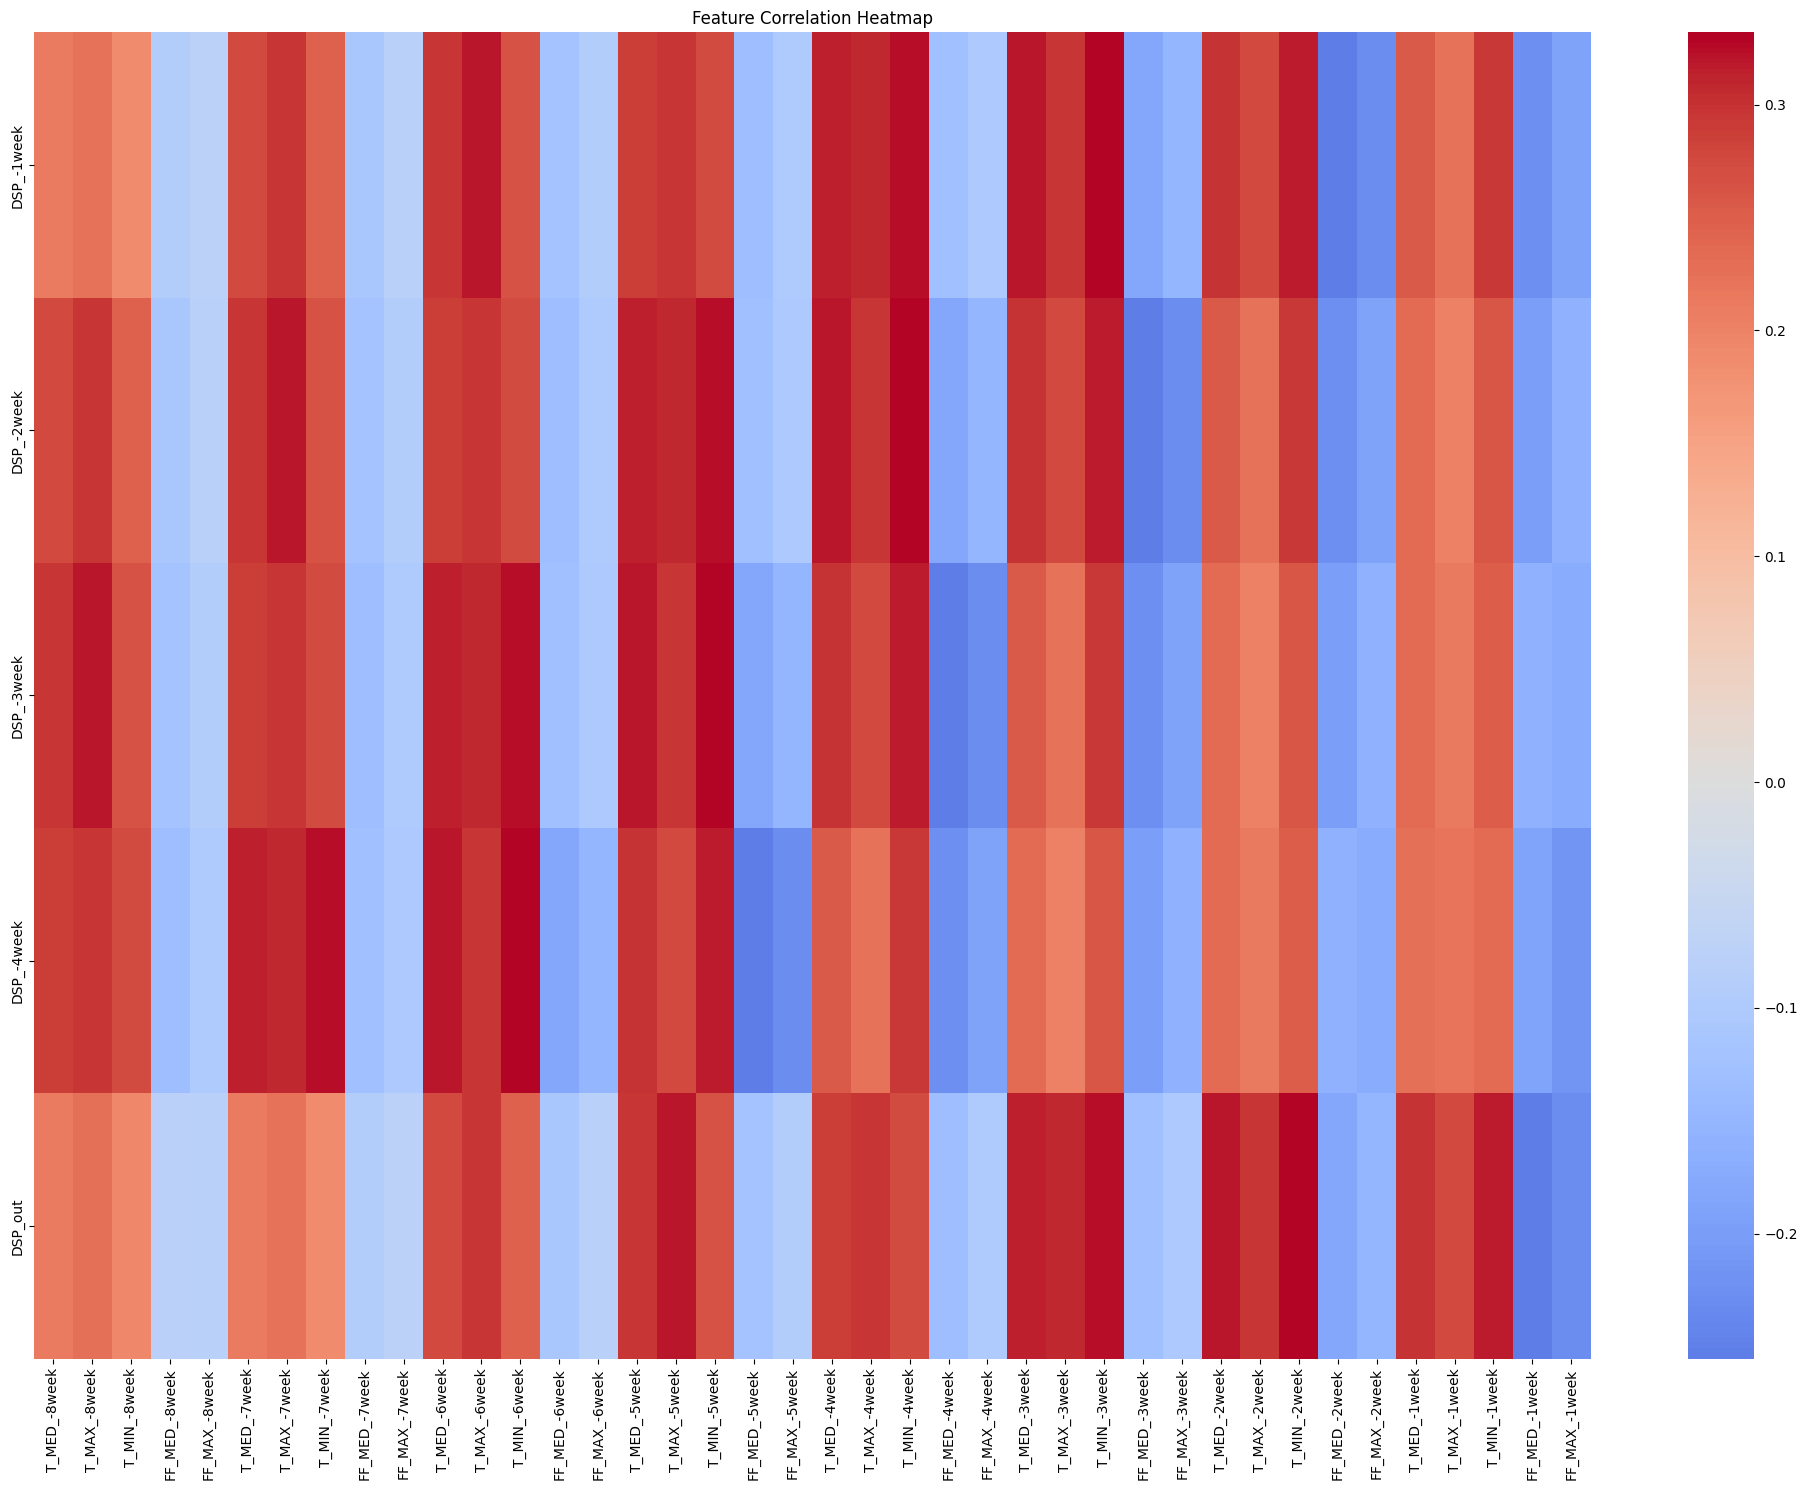 Feature Correlation Heatmap
DSP_-1week
DSP_-2week
DSP_-3week
DSP_-4week
DSP_out
T_MED_-8week
T_MAX_-8week
T_MIN_-8week
FF_MED_-8week
FF_MAX_-8week
T_MED_-7week
T_MAX_-7week
T_MIN_-7week
FF_MED_-7week
FF_MAX_-7week
T_MED_-6week
T_MAX_-6week
T_MIN_-6week
FF_MED_-6week
FF_MAX_-6week
T_MED_-5week
T_MAX_-5week
T_MIN_-5week
FF_MED_-5week
FF_MAX_-5week
T_MED_-4week
T_MAX_-4week
T_MIN_-4week
FF_MED_-4week
FF_MAX_-4week
T_MED_-3week
T_MAX_-3week
T_MIN_-3week
FF_MED_-3week
FF_MAX_-3week
T_MED_-2week
T_MAX_-2week
T_MIN_-2week
FF_MED_-2week
FF_MAX_-2week
T_MED_-1week
T_MAX_-1week
T_MIN_-1week
FF_MED_-1week
FF_MAX_-1week
0.3
0.2
0.1
0.0
−0.1
−0.2